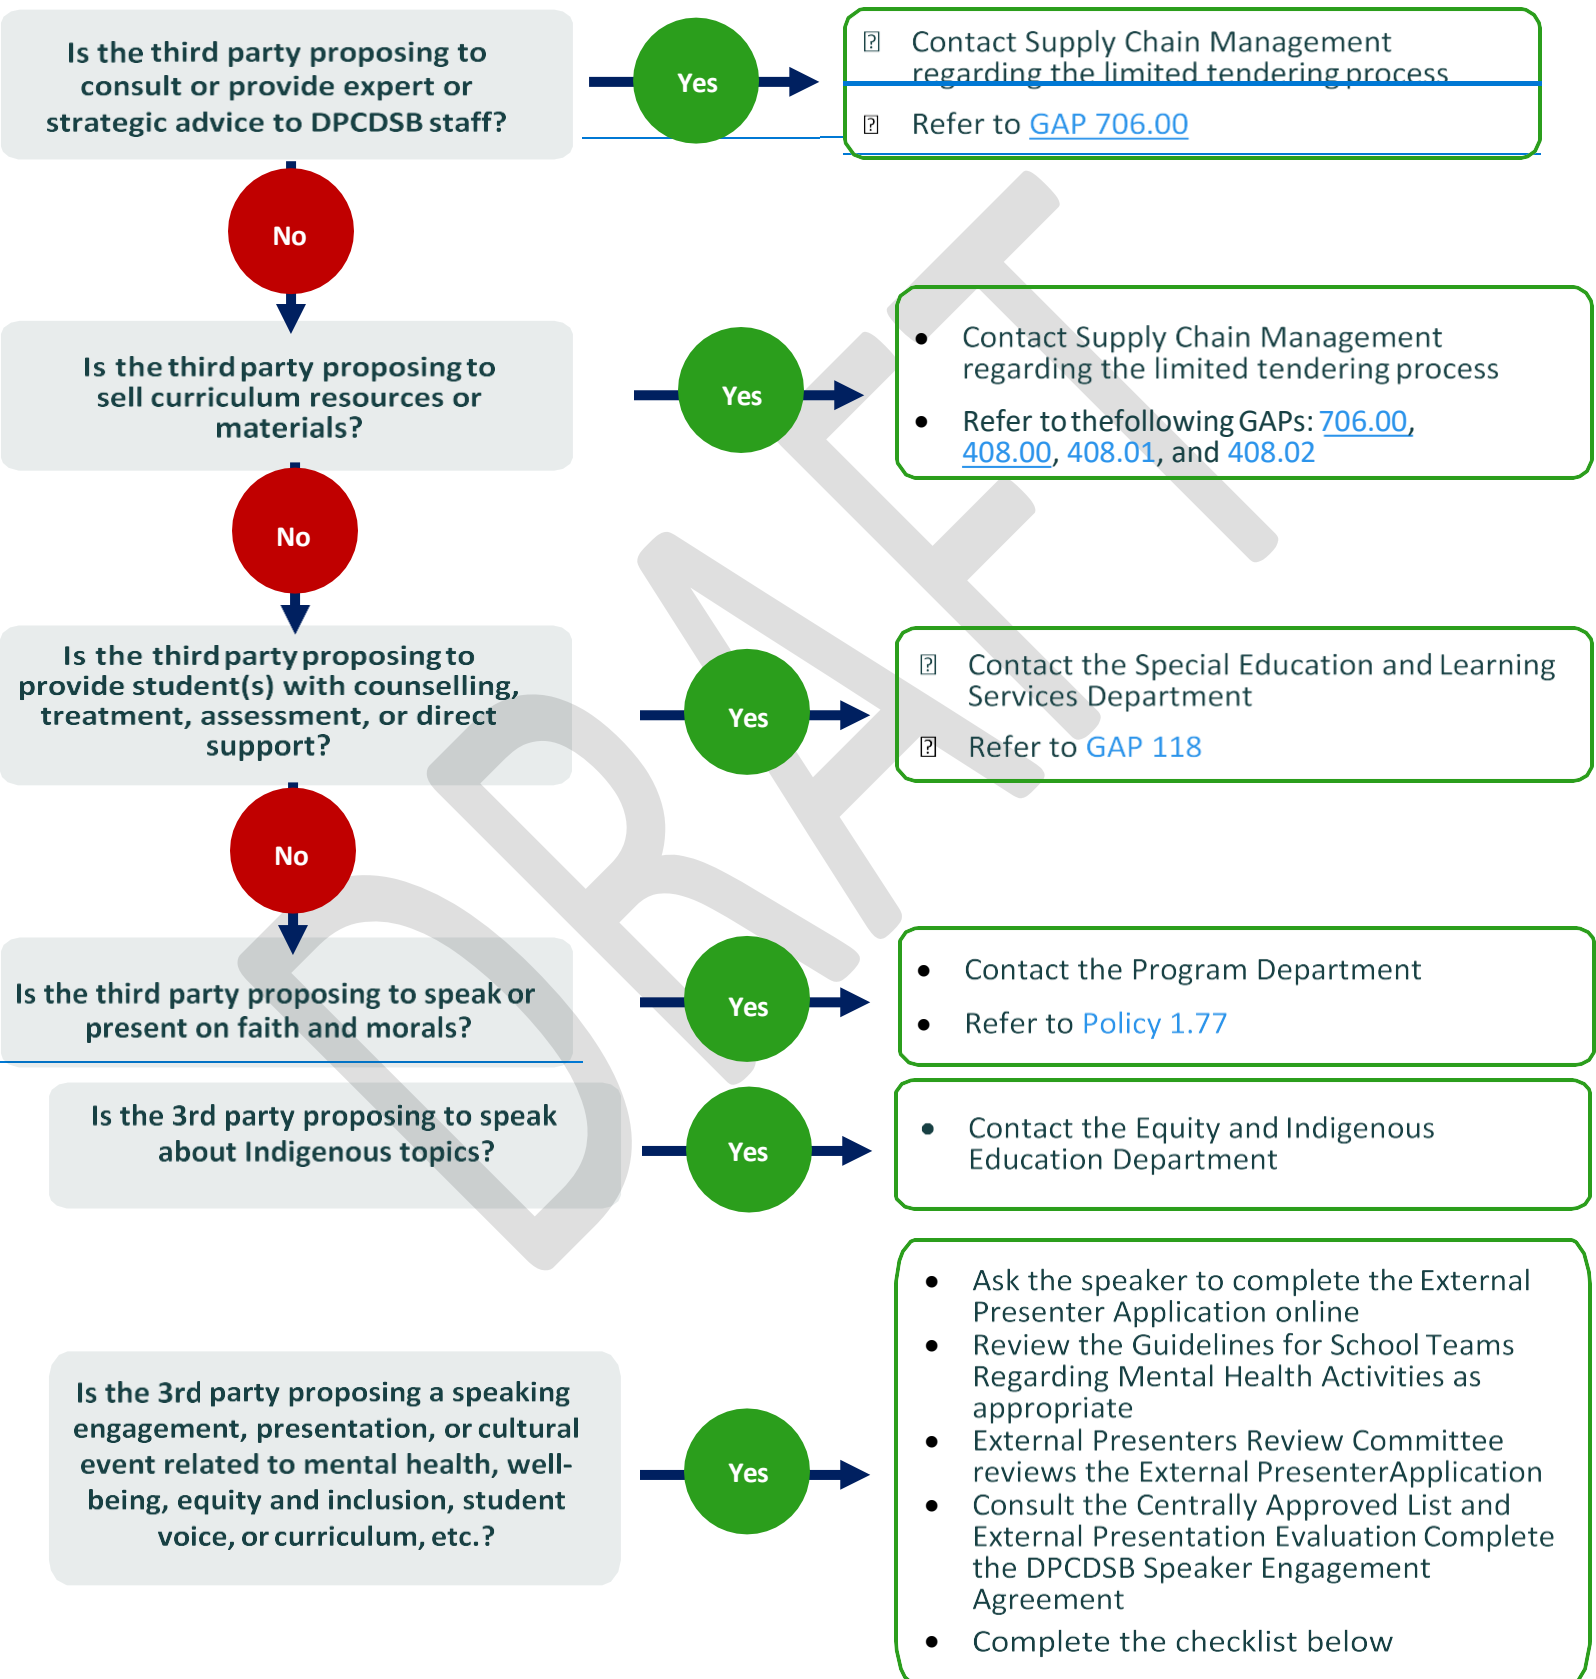 Is the third party proposing to
consult or provide expert or
strategic advice to DPCDSB staff?
Yes
Contact Supply Chain Management
regarding the limited tendering process
Refer to GAP 706.00
No
Is the third party proposing to
sell curriculum resources or
materials?
Yes
• Contact Supply Chain Management
regarding the limited tendering process
• Refer to the following GAPs: 706.00,
408.00, 408.01, and 408.02
No
Is the third party proposing to
provide student(s) with counselling,
treatment, assessment, or direct
support?
Yes
Contact the Special Education and Learning
Services Department
Refer to GAP 118
No
Is the third party proposing to speak or
present on faith and morals?
Yes
• Contact the Program Department
• Refer to Policy 1.77
Is the 3rd party proposing to speak
about Indigenous topics?
Yes
• Contact the Equity and Indigenous
Education Department
Is the 3rd party proposing a speaking
engagement, presentation, or cultural
event related to mental health, well-
being, equity and inclusion, student
voice, or curriculum, etc.?
Yes
• Ask the speaker to complete the External
Presenter Application online
• Review the Guidelines for School Teams
Regarding Mental Health Activities as
appropriate
• External Presenters Review Committee
reviews the External Presenter Application
• Consult the Centrally Approved List and
External Presentation Evaluation Complete
the DPCDSB Speaker Engagement
Agreement
• Complete the checklist below
DRAFT